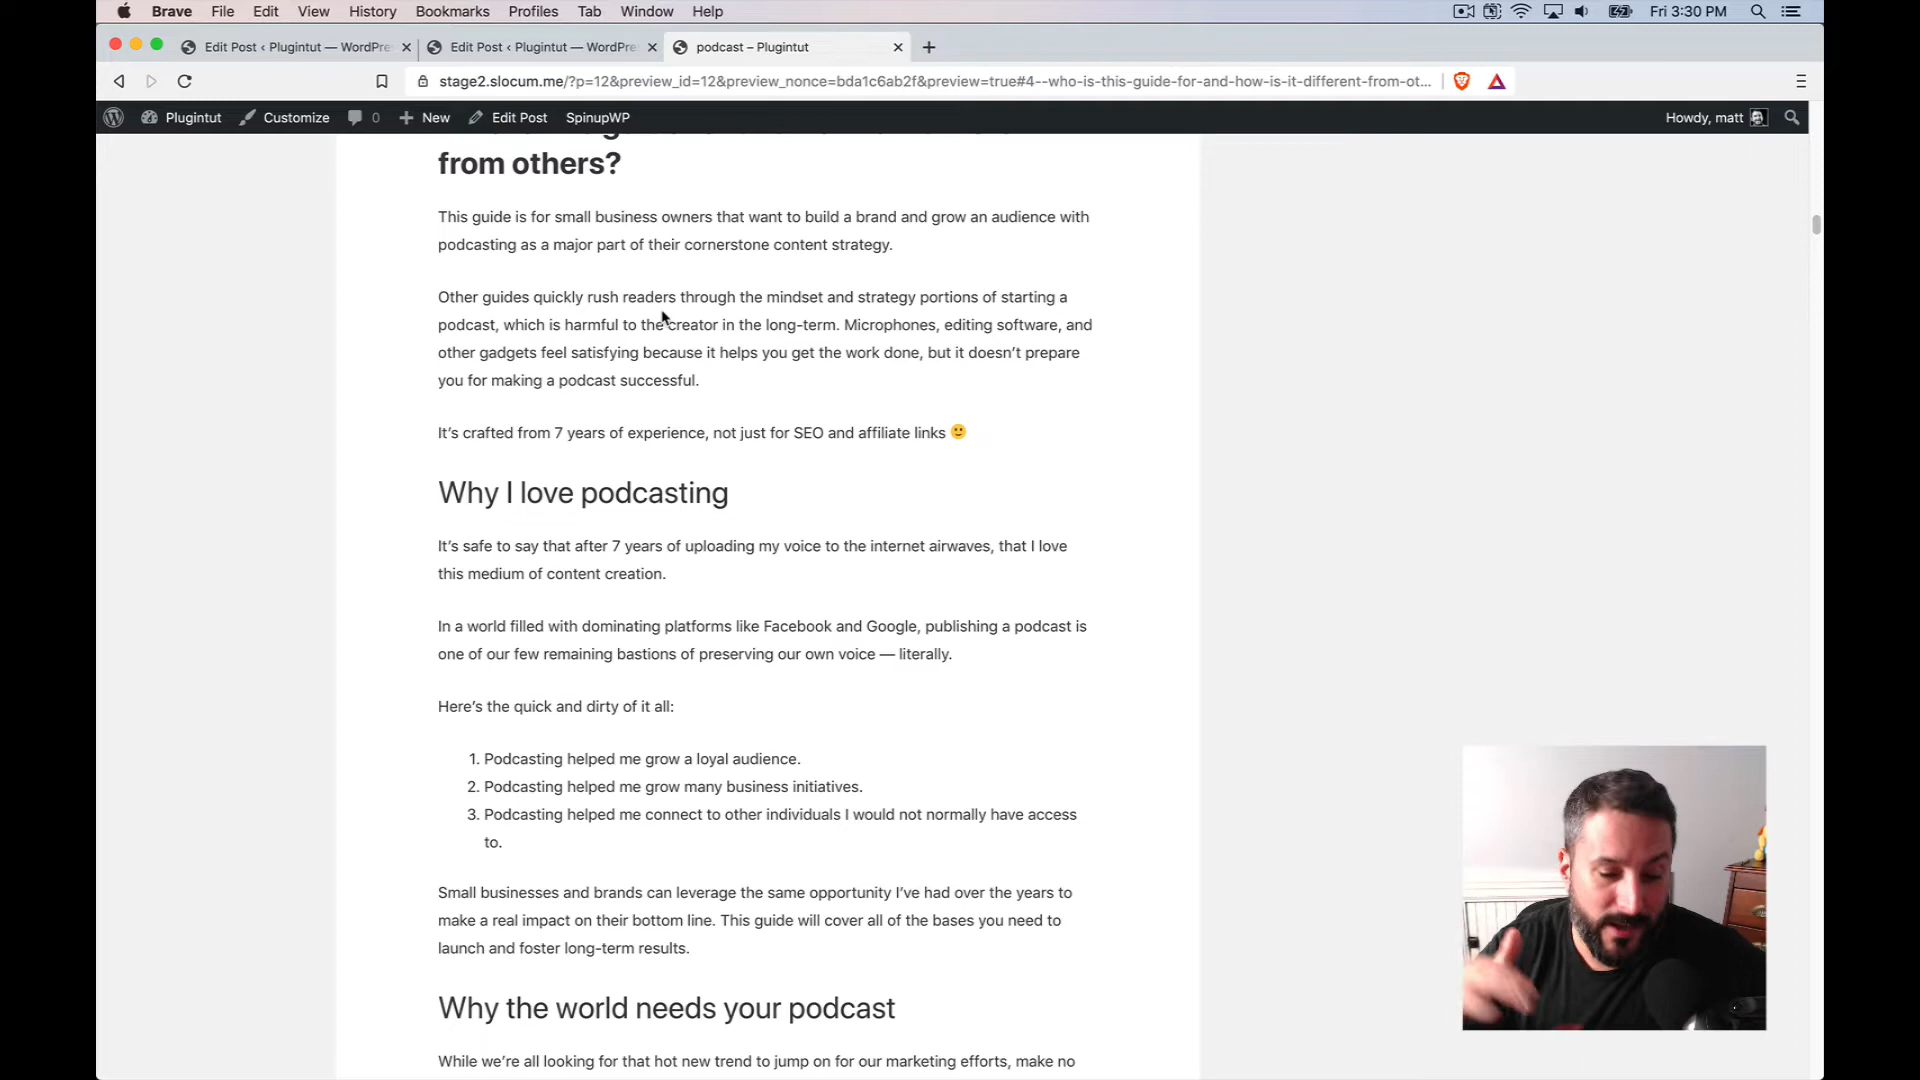 Brave File Edit View History Bookmarks Profiles Tab Window Help Fri 3:30 PM
Edit Post ‹ Plugintut — WordPre
Edit Post ‹ Plugintut — WordPre
podcast – Plugintut
stage2.slocum.me/?p=12&preview_id=12&preview_nonce=bda1c6ab2f&preview=true#4--who-is-this-guide-for-and-how-is-it-different-from-ot...
Plugintut Customize 0 New Edit Post SpinupWP Howdy, matt
from others?
This guide is for small business owners that want to build a brand and grow an audience with
podcasting as a major part of their cornerstone content strategy.
Other guides quickly rush readers through the mindset and strategy portions of starting a
podcast, which is harmful to the creator in the long-term. Microphones, editing software, and
other gadgets feel satisfying because it helps you get the work done, but it doesn’t prepare
you for making a podcast successful.
It’s crafted from 7 years of experience, not just for SEO and affiliate links 🙂
Why I love podcasting
It’s safe to say that after 7 years of uploading my voice to the internet airwaves, that I love
this medium of content creation.
In a world filled with dominating platforms like Facebook and Google, publishing a podcast is
one of our few remaining bastions of preserving our own voice — literally.
Here’s the quick and dirty of it all:
1. Podcasting helped me grow a loyal audience.
2. Podcasting helped me grow many business initiatives.
3. Podcasting helped me connect to other individuals I would not normally have access
to.
Small businesses and brands can leverage the same opportunity I’ve had over the years to
make a real impact on their bottom line. This guide will cover all of the bases you need to
launch and foster long-term results.
Why the world needs your podcast
While we’re all looking for that hot new trend to jump on for our marketing efforts, make no